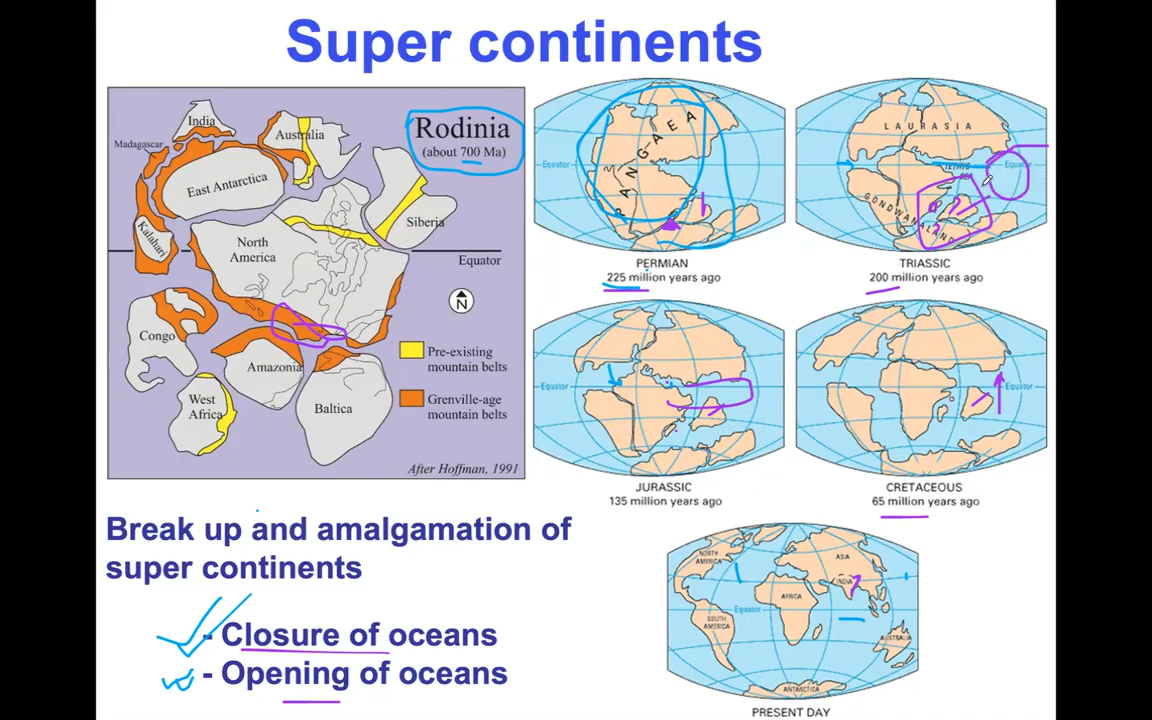 Super continents
Rodinia
(about 700 Ma)
India
Australia
Madagascar
East Antarctica
Siberia
Kalahari
North
America
Equator
N
Congo
Amazonia
West
Africa
Baltica
Pre-existing
mountain belts
Grenville-age
mountain belts
After Hoffman, 1991
PANGAEA
Equator
PERMIAN
225 million years ago
LAURASIA
Equator
TETHYS
SEA
Equator
GONDWANALAND
TRIASSIC
200 million years ago
Equator
JURASSIC
135 million years ago
Equator
CRETACEOUS
65 million years ago
NORTH
AMERICA
ASIA
INDIA
AFRICA
Equator
SOUTH
AMERICA
AUSTRALIA
ANTARCTICA
PRESENT DAY
Break up and amalgamation of
super continents
- Closure of oceans
- Opening of oceans